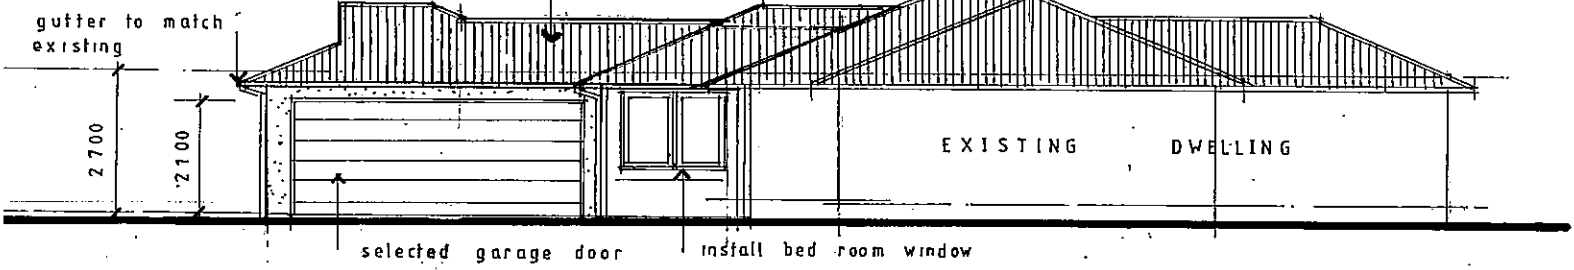 gutter to match
existing
2700
2100
EXISTING DWELLING
selected garage door
install bed room window